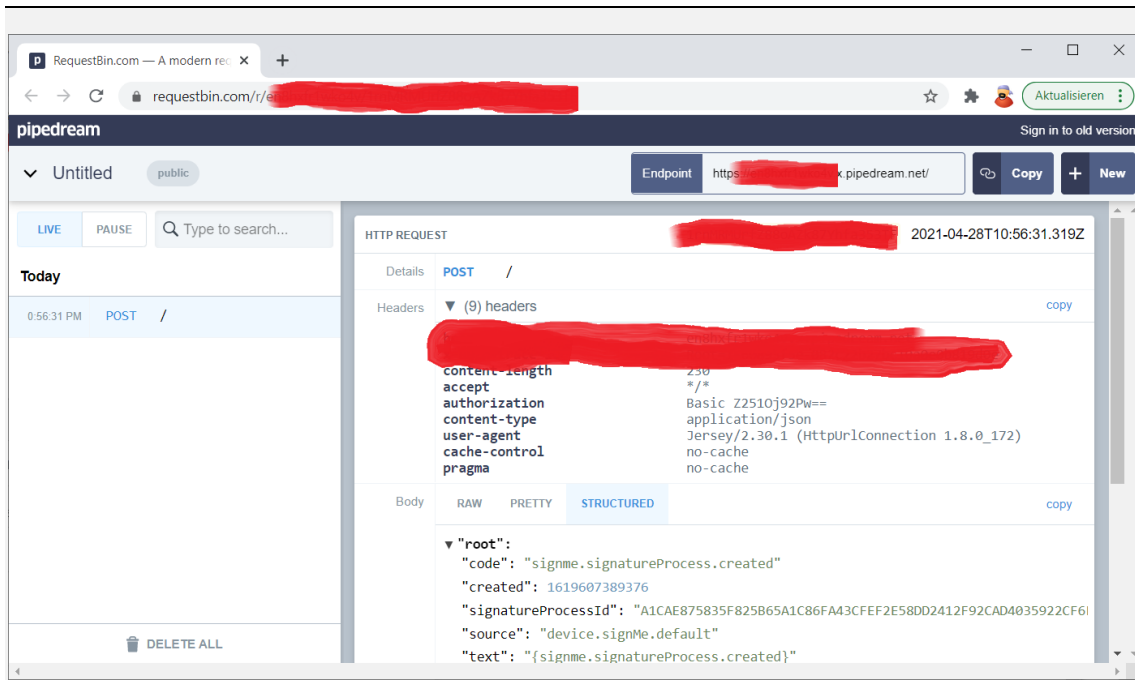 RequestBin.com — A modern rec
requestbin.com/r/e
Aktualisieren
pipedream
Sign in to old version
Untitled
public
Endpoint
https
x.pipedream.net/
Copy
New
LIVE
PAUSE
Type to search...
Today
0:56:31 PM POST /
DELETE ALL
HTTP REQUEST
2021-04-28T10:56:31.319Z
Details POST /
Headers (9) headers copy
content-length 230
accept */*
authorization Basic Z251Oj92Pw==
content-type application/json
user-agent Jersey/2.30.1 (HttpUrlConnection 1.8.0_172)
cache-control no-cache
pragma no-cache
Body RAW PRETTY STRUCTURED copy
"root":
"code": "signme.signatureProcess.created"
"created": 1619607389376
"signatureProcessId": "A1CAE875835F825B65A1C86FA43CFEF2E58DD2412F92CAD4035922CF6
"source": "device.signMe.default"
"text": "{signme.signatureProcess.created}"